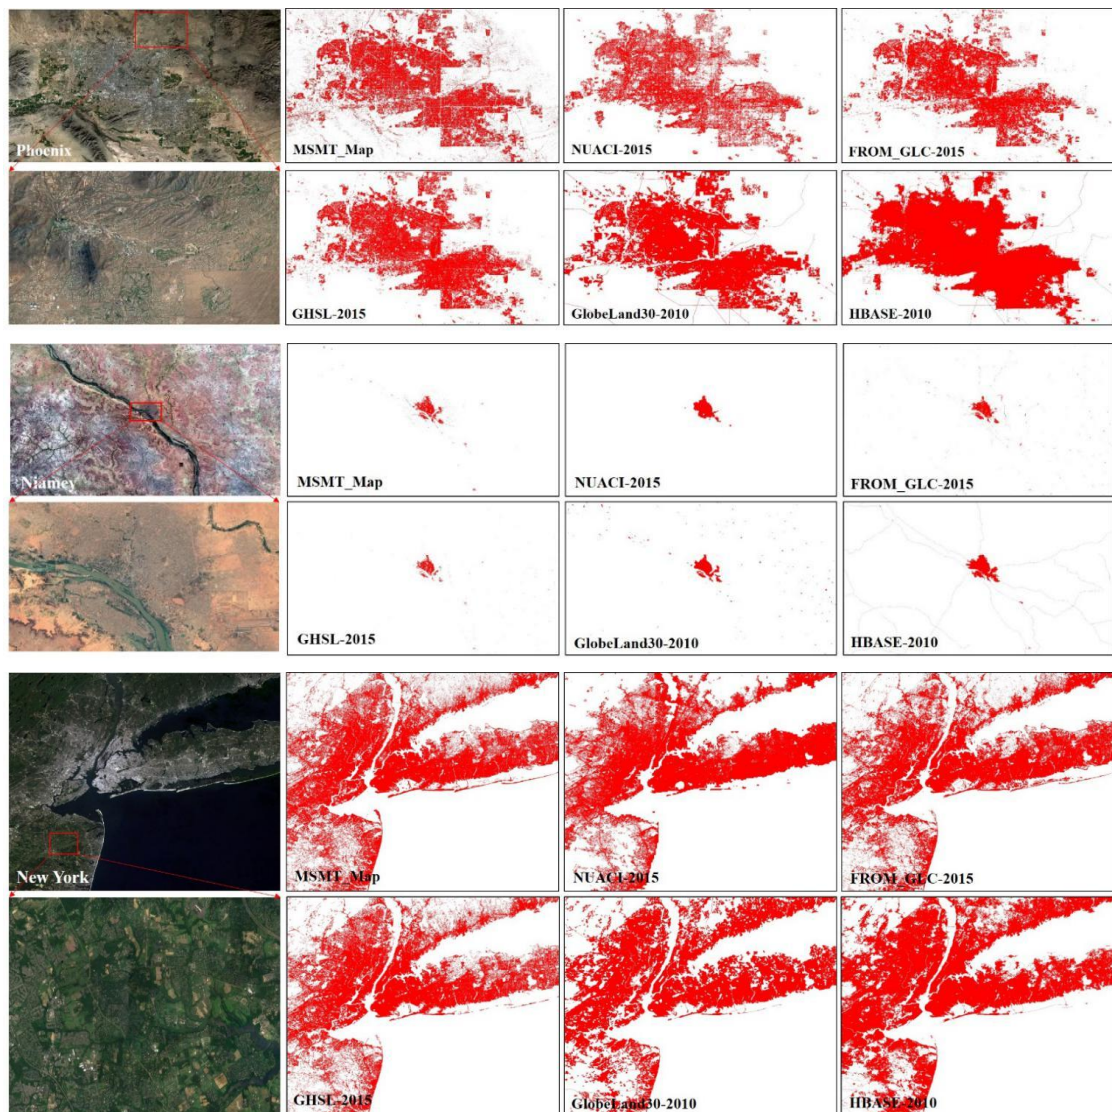 Phoenix
MSMT_Map
NUACI-2015
FROM_GLC-2015
GHSL-2015
GlobeLand30-2010
HBASE-2010
Niamey
MSMT_Map
NUACI-2015
FROM_GLC-2015
GHSL-2015
GlobeLand30-2010
HBASE-2010
New York
MSMT_Map
NUACI-2015
FROM_GLC-2015
GHSL-2015
GlobeLand30-2010
HBASE-2010